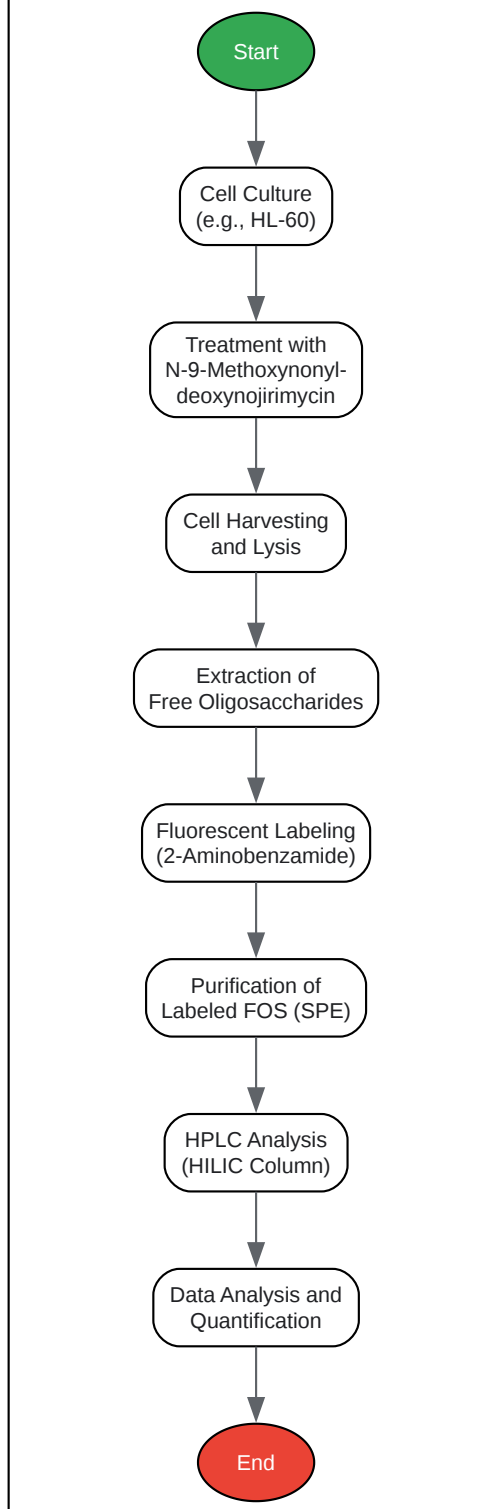 Start
Cell Culture
(e.g., HL-60)
Treatment with
N-9-Methoxynonyl-
deoxynojirimycin
Cell Harvesting
and Lysis
Extraction of
Free Oligosaccharides
Fluorescent Labeling
(2-Aminobenzamide)
Purification of
Labeled FOS (SPE)
HPLC Analysis
(HILIC Column)
Data Analysis and
Quantification
End